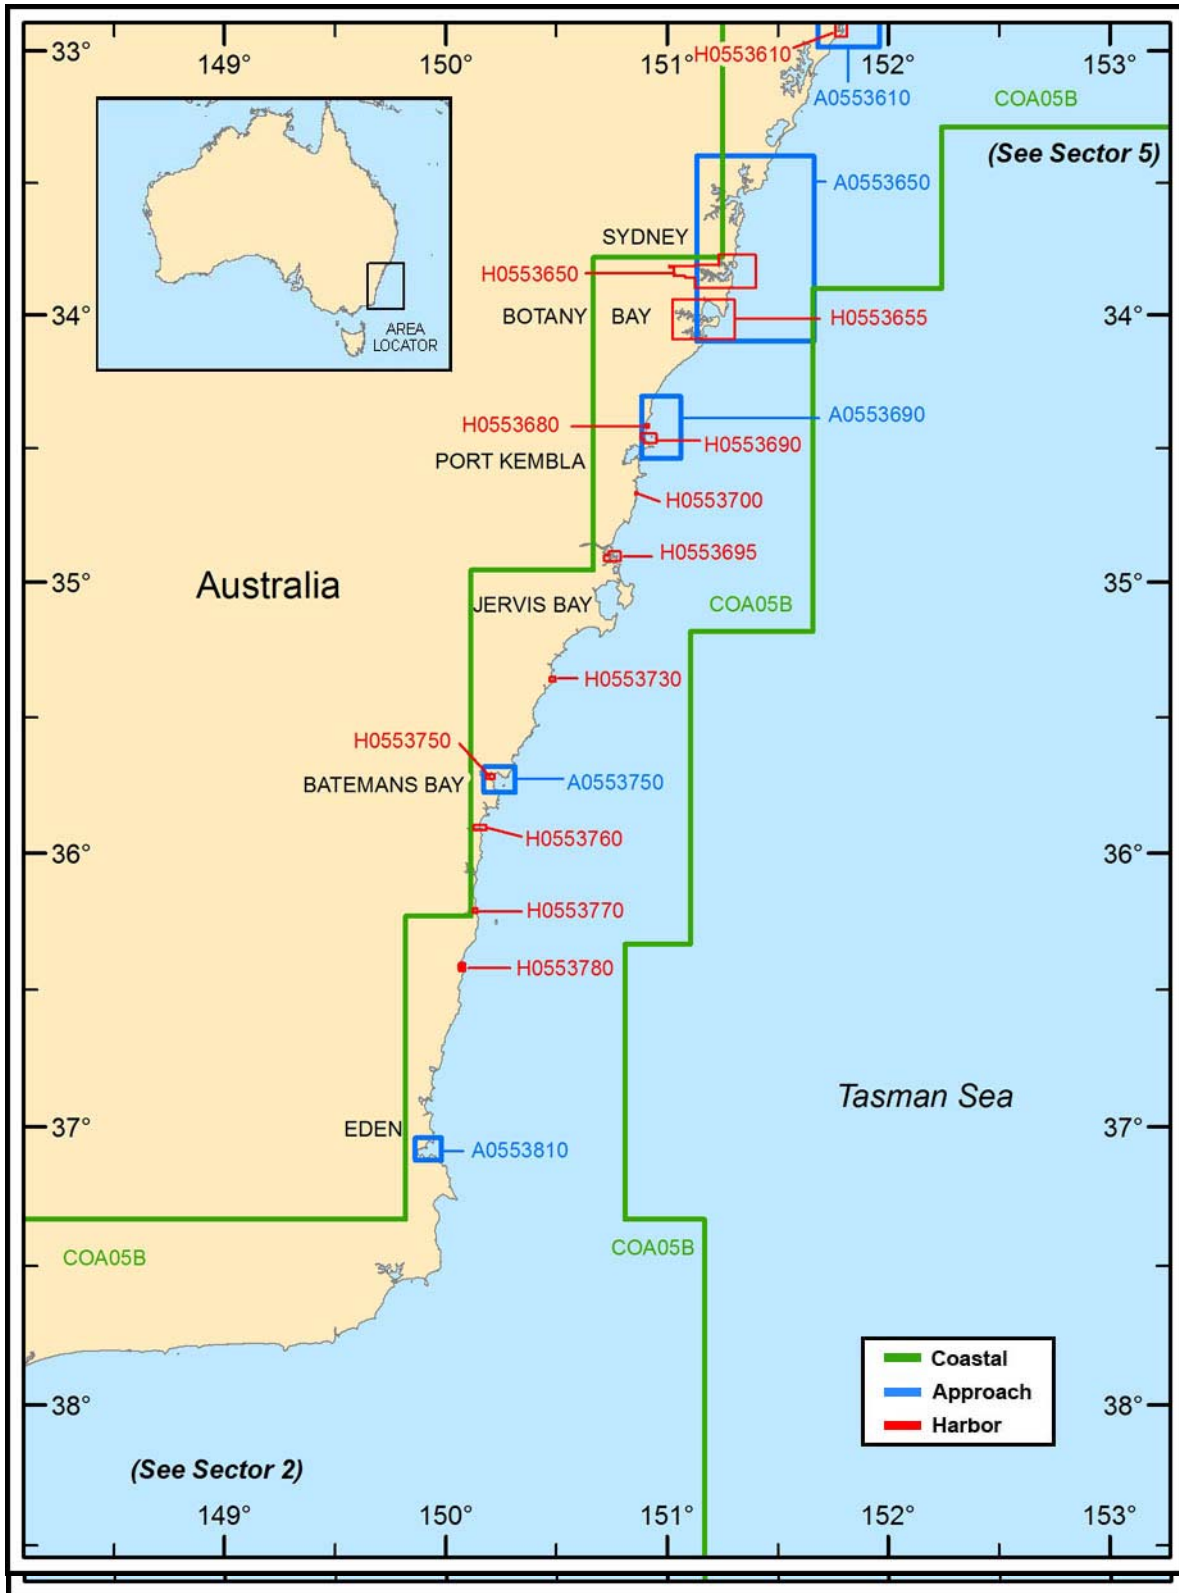 33°
149°
150°
151°
H0553610
152°
153°
A0553610
COA05B
(See Sector 5)
A0553650
SYDNEY
H0553650
BOTANY BAY
34°
34°
H0553655
AREA
LOCATOR
A0553690
H0553680
H0553690
PORT KEMBLA
H0553700
H0553695
35°
Australia
35°
JERVIS BAY
COA05B
H0553730
H0553750
BATEMANS BAY
A0553750
H0553760
36°
36°
H0553770
H0553780
Tasman Sea
37°
EDEN
37°
A0553810
COA05B
COA05B
Coastal
Approach
Harbor
38°
38°
(See Sector 2)
149°
150°
151°
152°
153°